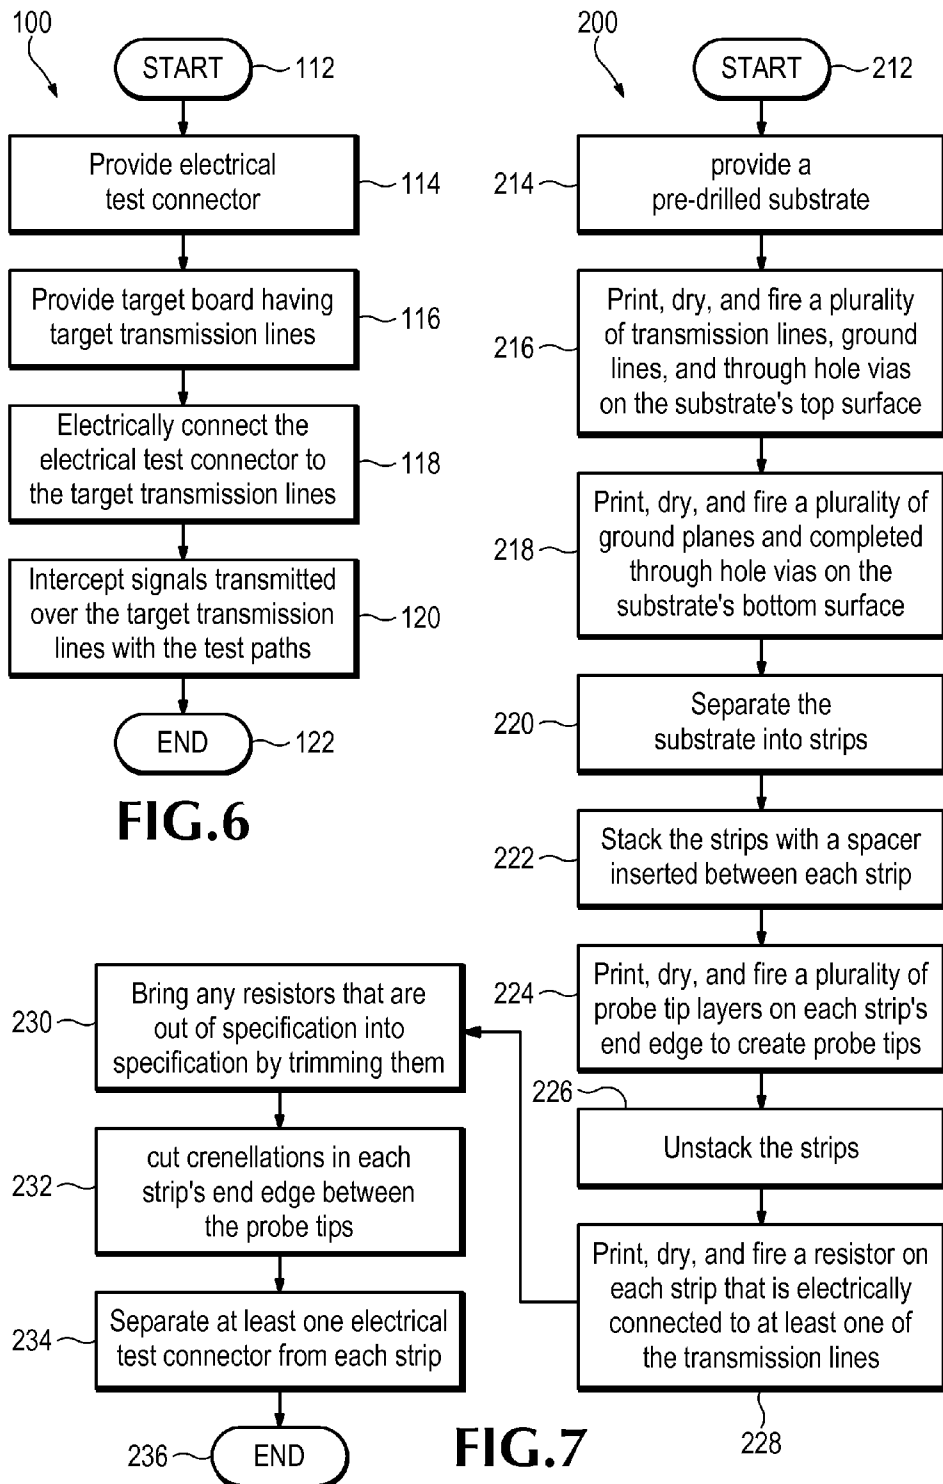 100
START
112
Provide electrical
test connector
114
Provide target board having
target transmission lines
116
Electrically connect the
electrical test connector to
the target transmission lines
118
Intercept signals transmitted
over the target transmission
lines with the test paths
120
END
122
FIG.6
200
START
212
provide a
pre-drilled substrate
214
Print, dry, and fire a plurality
of transmission lines, ground
lines, and through hole vias
on the substrate's top surface
216
Print, dry, and fire a plurality of
ground planes and completed
through hole vias on the
substrate's bottom surface
218
Separate the
substrate into strips
220
Stack the strips with a spacer
inserted between each strip
222
Print, dry, and fire a plurality of
probe tip layers on each strip's
end edge to create probe tips
224
226
Unstack the strips
Print, dry, and fire a resistor on
each strip that is electrically
connected to at least one of
the transmission lines
228
Bring any resistors that are
out of specification into
specification by trimming them
230
cut crenellations in each
strip's end edge between
the probe tips
232
Separate at least one electrical
test connector from each strip
234
END
236
FIG.7